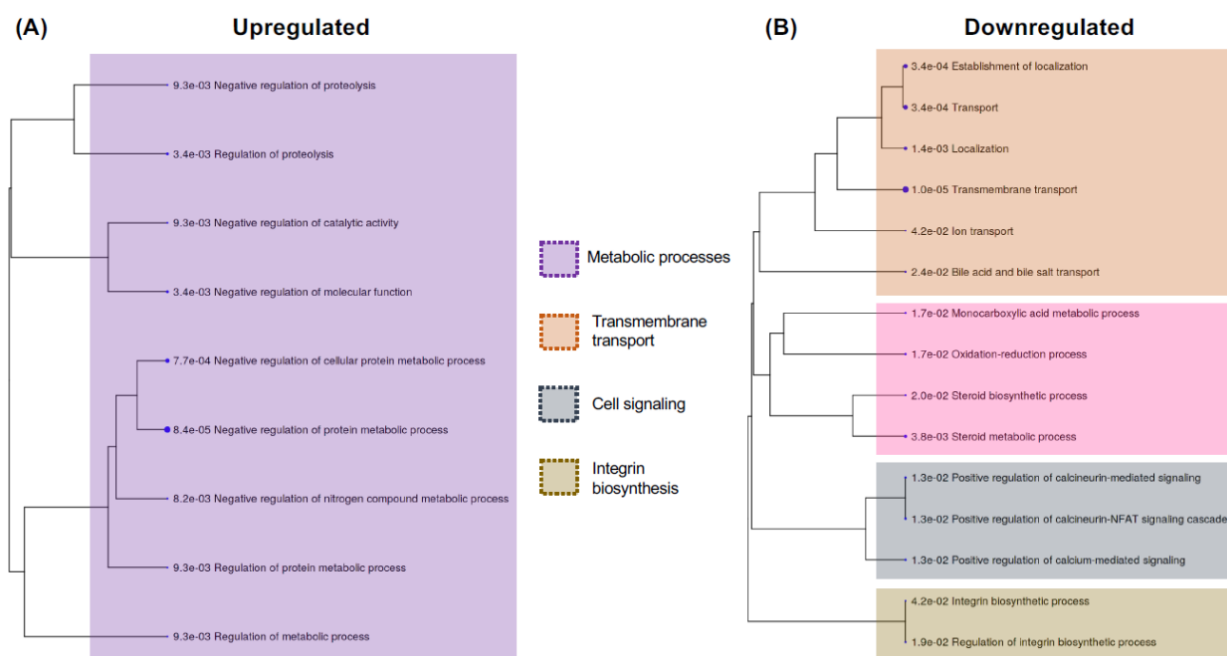 (A)
Upregulated
9.3e-03 Negative regulation of proteolysis
3.4e-03 Regulation of proteolysis
9.3e-03 Negative regulation of catalytic activity
3.4e-03 Negative regulation of molecular function
7.7e-04 Negative regulation of cellular protein metabolic process
8.4e-05 Negative regulation of protein metabolic process
8.2e-03 Negative regulation of nitrogen compound metabolic process
9.3e-03 Regulation of protein metabolic process
9.3e-03 Regulation of metabolic process
Metabolic processes
Transmembrane
transport
Cell signaling
Integrin
biosynthesis
(B)
Downregulated
3.4e-04 Establishment of localization
3.4e-04 Transport
1.4e-03 Localization
1.0e-05 Transmembrane transport
4.2e-02 Ion transport
2.4e-02 Bile acid and bile salt transport
1.7e-02 Monocarboxylic acid metabolic process
1.7e-02 Oxidation-reduction process
2.0e-02 Steroid biosynthetic process
3.8e-03 Steroid metabolic process
1.3e-02 Positive regulation of calcineurin-mediated signaling
1.3e-02 Positive regulation of calcineurin-NFAT signaling cascade
1.3e-02 Positive regulation of calcium-mediated signaling
4.2e-02 Integrin biosynthetic process
1.9e-02 Regulation of integrin biosynthetic process